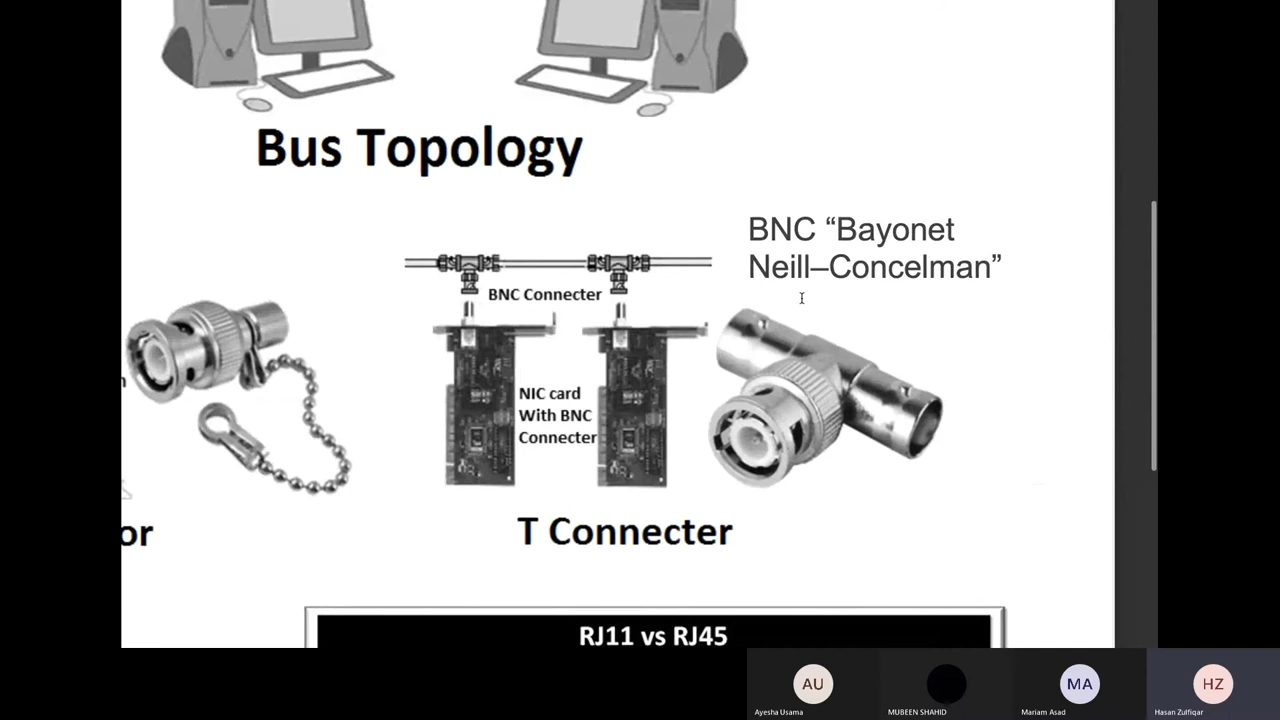 Bus Topology
BNC “Bayonet
Neill–Concelman”
BNC Connecter
NIC card
With BNC
Connecter
or
T Connecter
RJ11 vs RJ45
AU
MA
HZ
Ayesha Usama
MUBEEN SHAHID
Mariam Asad
Hasan Zulfiqar